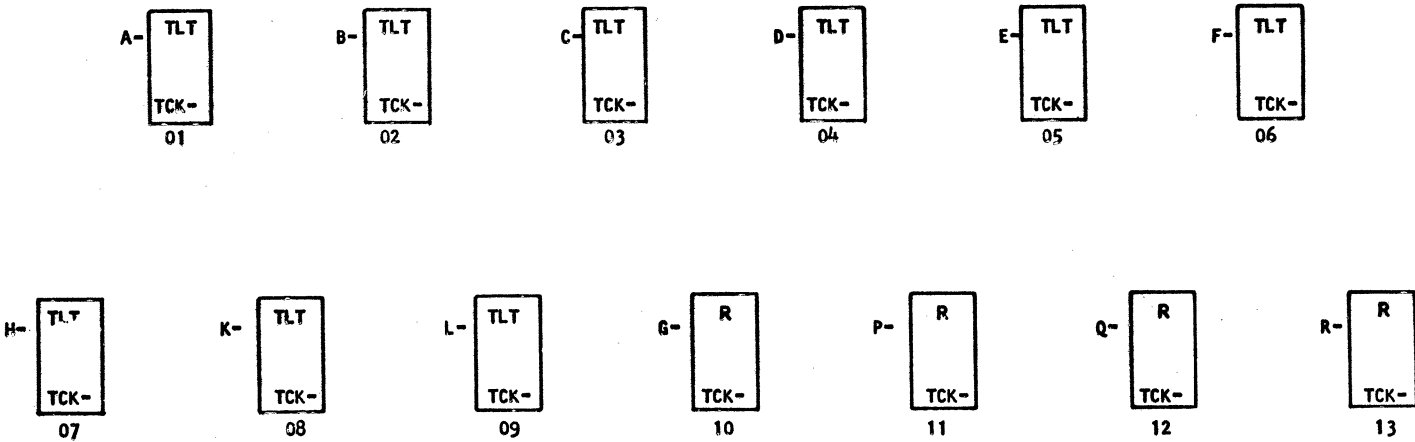 TLT TLT TLT TLT TLT TLT
A- B- C- D- E- F-
TCK- TCK- TCK- TCK- TCK- TCK-
01 02 03 04 05 06
TLT TLT TLT R R R R
H- K- L- G- P- Q- R-
TCK- TCK- TCK- TCK- TCK- TCK- TCK-
07 08 09 10 11 12 13